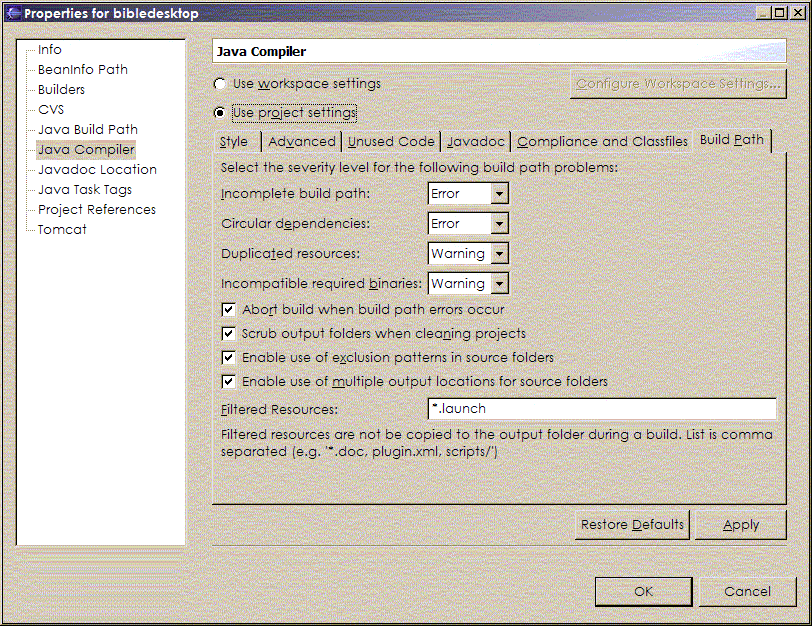 Properties for bibledesktop
Info
BeanInfo Path
Builders
CVS
Java Build Path
Java Compiler
Javadoc Location
Java Task Tags
Project References
Tomcat
Java Compiler
Use workspace settings
Configure Workspace Settings...
Use project settings
Style
Advanced
Unused Code
Javadoc
Compliance and Classfiles
Build Path
Select the severity level for the following build path problems:
Incomplete build path: Error
Circular dependencies: Error
Duplicated resources: Warning
Incompatible required binaries: Warning
Abort build when build path errors occur
Scrub output folders when cleaning projects
Enable use of exclusion patterns in source folders
Enable use of multiple output locations for source folders
Filtered Resources: *.launch
Filtered resources are not be copied to the output folder during a build. List is comma
separated (e.g. '*.doc, plugin.xml, scripts/')
Restore Defaults
Apply
OK
Cancel